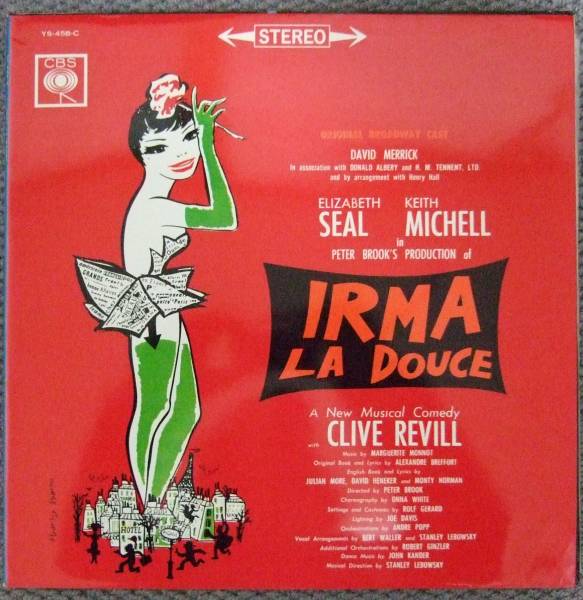 YS-458-C
STEREO
CBS
ORIGINAL BROADWAY CAST
DAVID MERRICK
In association with DONALD ALBERY and H. M. TENNENT, LTD.
and by arrangement with Henry Hall
ELIZABETH KEITH
SEAL MICHELL
in
PETER BROOK'S PRODUCTION of
IRMA
LA DOUCE
A New Musical Comedy
with CLIVE REVILL
Music by MARGUERITE MONNOT
Original Book and Lyrics by ALEXANDRE BREFFORT
English Book and Lyrics by
JULIAN MORE, DAVID HENEKER and MONTY NORMAN
Directed by PETER BROOK
Choreography by ONNA WHITE
Settings and Costumes by ROLF GERARD
Lighting by JOE DAVIS
Orchestrations by ANDRE POPP
Vocal Arrangements by BERT WALLER and STANLEY LEBOWSKY
Additional Orchestrations by ROBERT GINZLER
Dance Music by JOHN KANDER
Musical Direction by STANLEY LEBOWSKY
GRANDS
HOTEL